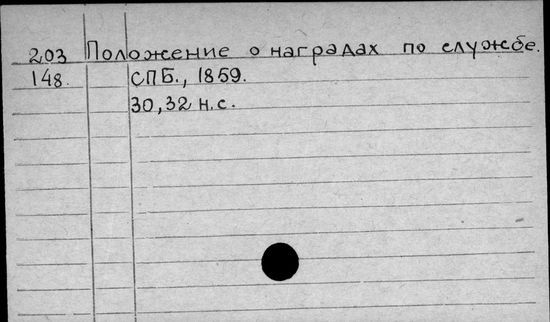 203 Положение о наградах по службе.
148. СПБ., 1859.
30, 32 н.с.